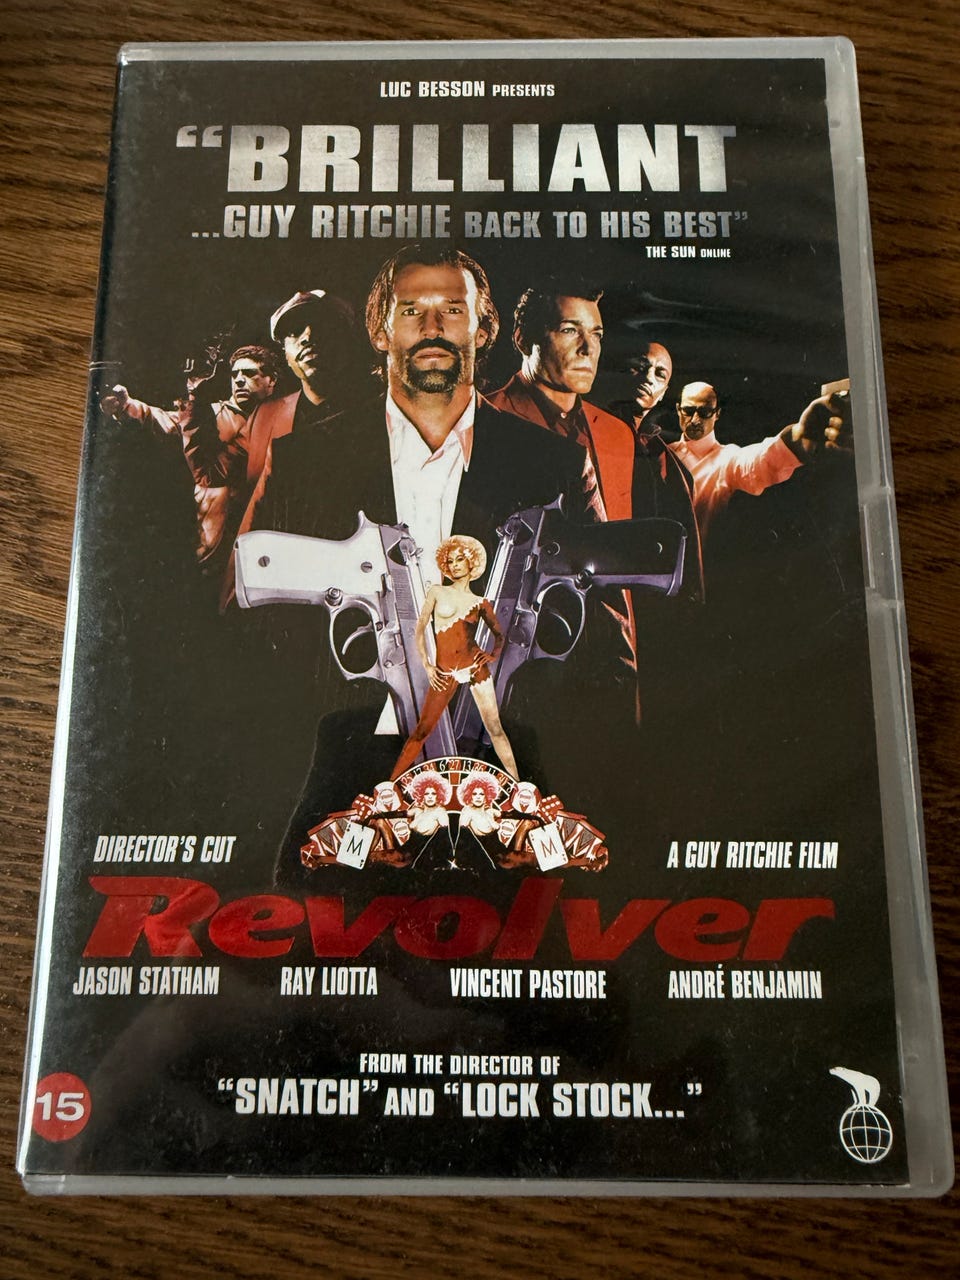 LUC BESSON PRESENTS
“BRILLIANT
...GUY RITCHIE BACK TO HIS BEST”
THE SUN ONLINE
M
M
DIRECTOR'S CUT
A GUY RITCHIE FILM
Revolver
JASON STATHAM
RAY LIOTTA
VINCENT PASTORE
ANDRÉ BENJAMIN
FROM THE DIRECTOR OF
“SNATCH” AND “LOCK STOCK...”
15